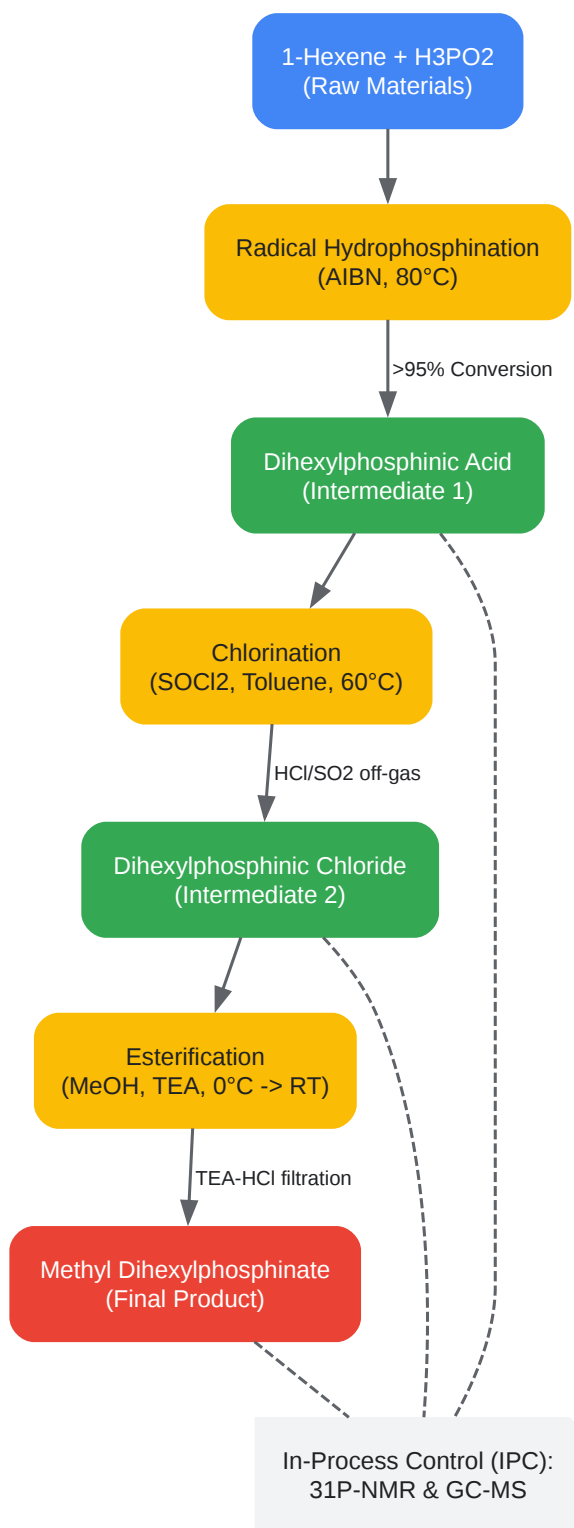 1-Hexene + H3PO2
(Raw Materials)
Radical Hydrophosphination
(AIBN, 80°C)
>95% Conversion
Dihexylphosphinic Acid
(Intermediate 1)
Chlorination
(SOCl2, Toluene, 60°C)
HCl/SO2 off-gas
Dihexylphosphinic Chloride
(Intermediate 2)
Esterification
(MeOH, TEA, 0°C -> RT)
TEA-HCl filtration
Methyl Dihexylphosphinate
(Final Product)
In-Process Control (IPC):
31P-NMR & GC-MS